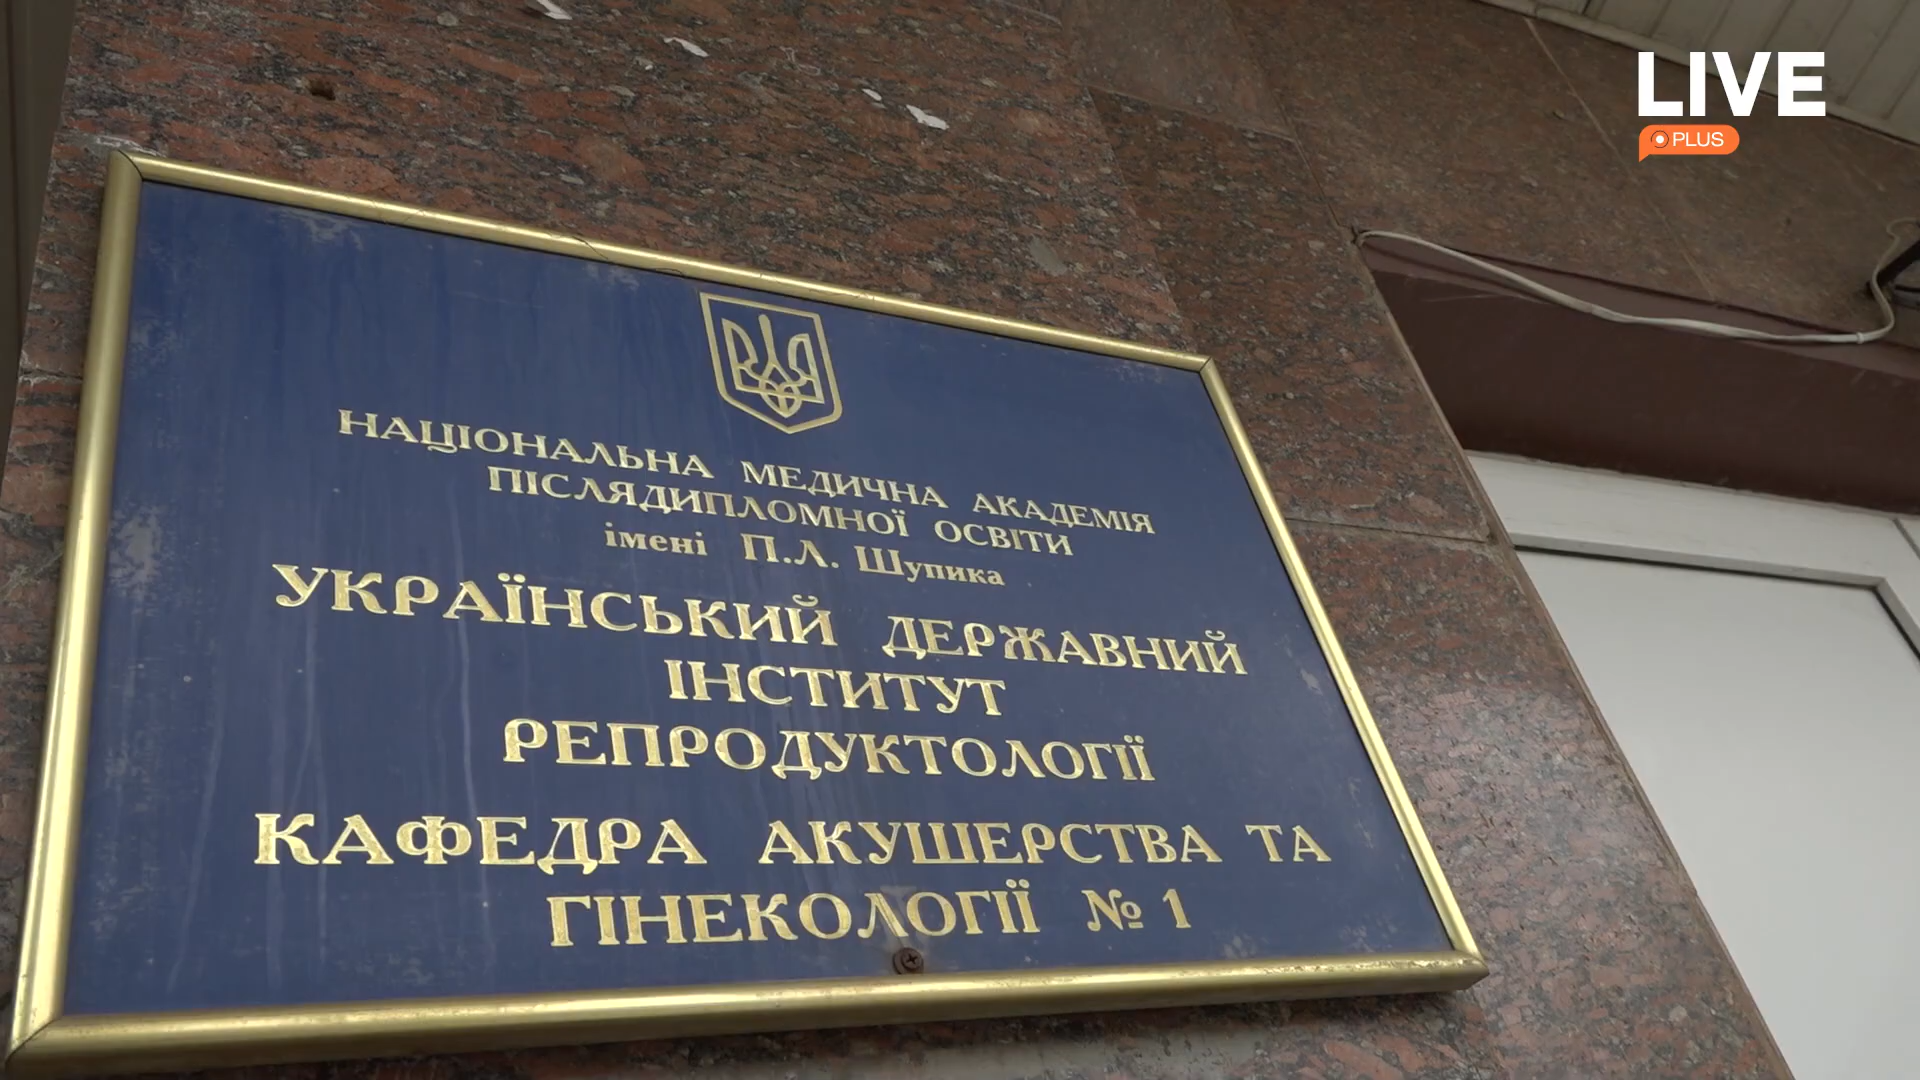 LIVE
PLUS
НАЦІОНАЛЬНА МЕДИЧНА АКАДЕМІЯ
ПІСЛЯДИПЛОМНОЇ ОСВІТИ
імені П.Л. Шупика
УКРАЇНСЬКИЙ ДЕРЖАВНИЙ
ІНСТИТУТ
РЕПРОДУКТОЛОГІЇ
КАФЕДРА АКУШЕРСТВА ТА
ГІНЕКОЛОГІЇ № 1